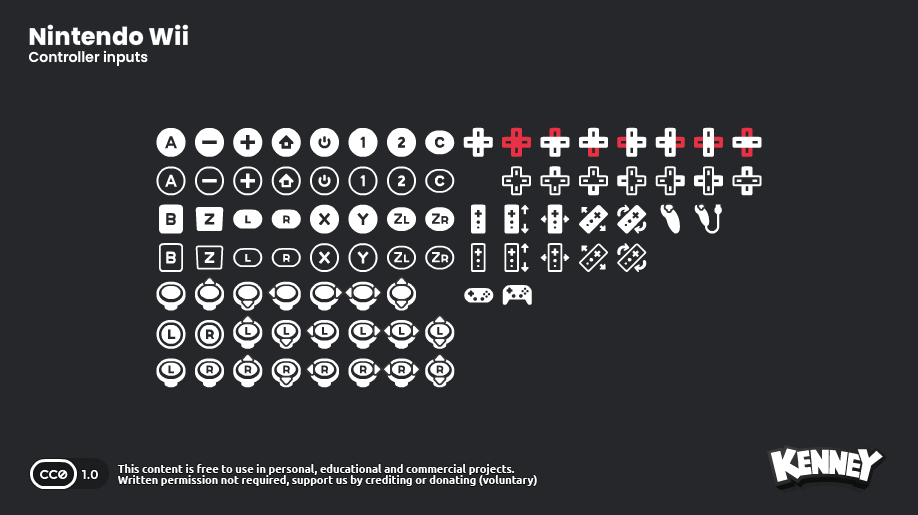 Nintendo Wii
Controller inputs
A 1 2 C
A 1 2 C
B Z L R X Y ZL ZR
B Z L R X Y ZL ZR
L R L L L L L L
L R R R R R R R
CC0 1.0
This content is free to use in personal, educational and commercial projects.
Written permission not required, support us by crediting or donating (voluntary)
KENNEY